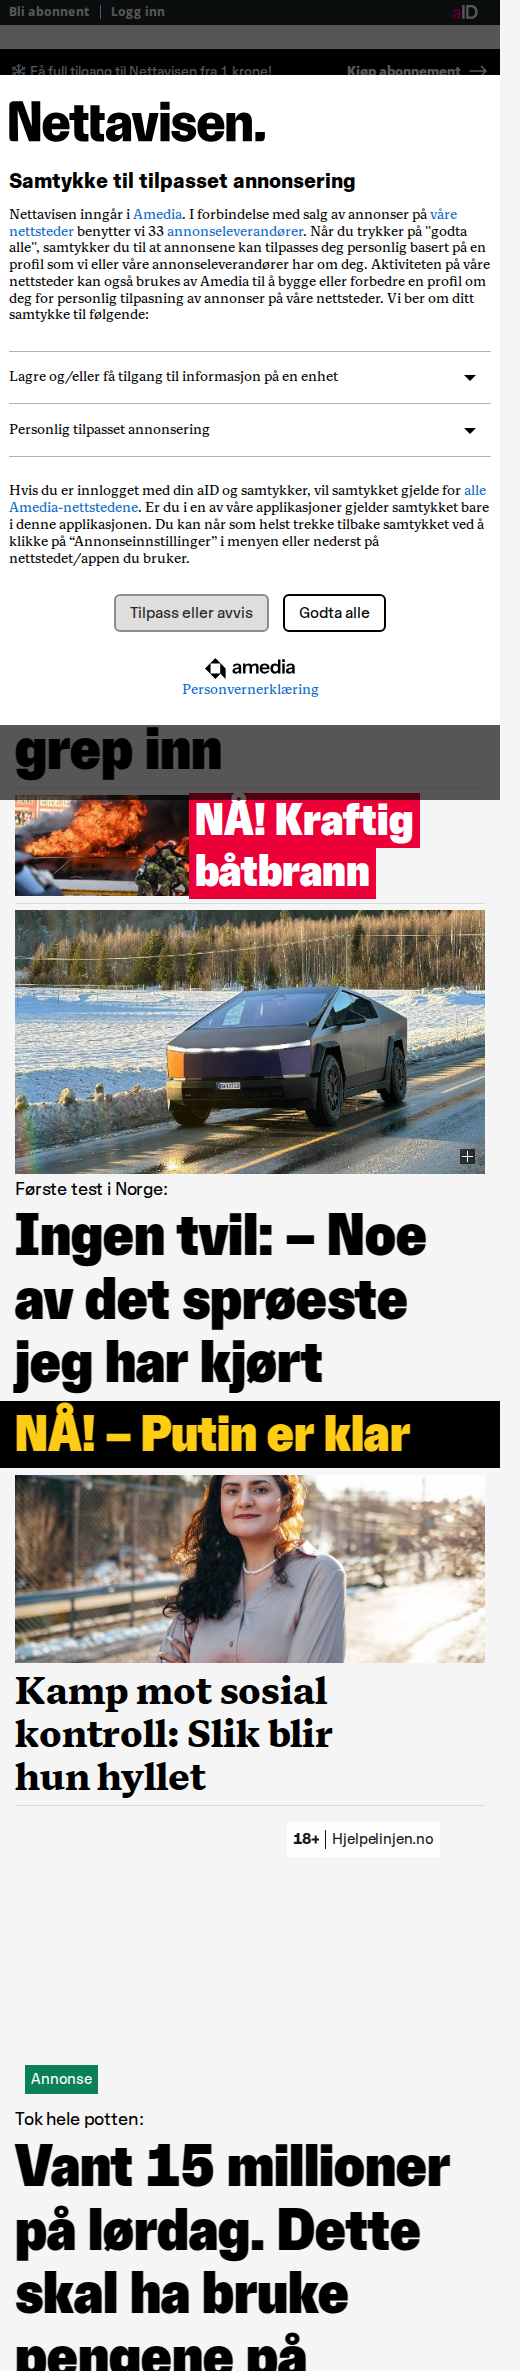 Bli abonnent | Logg inn
aID
Få full tilgang til Nettavisen fra 1 krone!
Kjøp abonnement
Nettavisen.
Samtykke til tilpasset annonsering
Nettavisen inngår i Amedia. I forbindelse med salg av annonser på våre
nettsteder benytter vi 33 annonseleverandører. Når du trykker på "godta
alle", samtykker du til at annonsene kan tilpasses deg personlig basert på en
profil som vi eller våre annonseleverandører har om deg. Aktiviteten på våre
nettsteder kan også brukes av Amedia til å bygge eller forbedre en profil om
deg for personlig tilpasning av annonser på våre nettsteder. Vi ber om ditt
samtykke til følgende:
Lagre og/eller få tilgang til informasjon på en enhet
Personlig tilpasset annonsering
Hvis du er innlogget med din aID og samtykker, vil samtykket gjelde for alle
Amedia-nettstedene. Er du i en av våre applikasjoner gjelder samtykket bare
i denne applikasjonen. Du kan når som helst trekke tilbake samtykket ved å
klikke på “Annonseinnstillinger” i menyen eller nederst på
nettstedet/appen du bruker.
Tilpass eller avvis
Godta alle
amedia
Personvernerklæring
grep inn
NÅ! Kraftig
båtbrann
Første test i Norge:
Ingen tvil: – Noe
av det sprøeste
jeg har kjørt
NÅ! – Putin er klar
Kamp mot sosial
kontroll: Slik blir
hun hyllet
18+ | Hjelpelinjen.no
Annonse
Tok hele potten:
Vant 15 millioner
på lørdag. Dette
skal ha bruke
pengene på